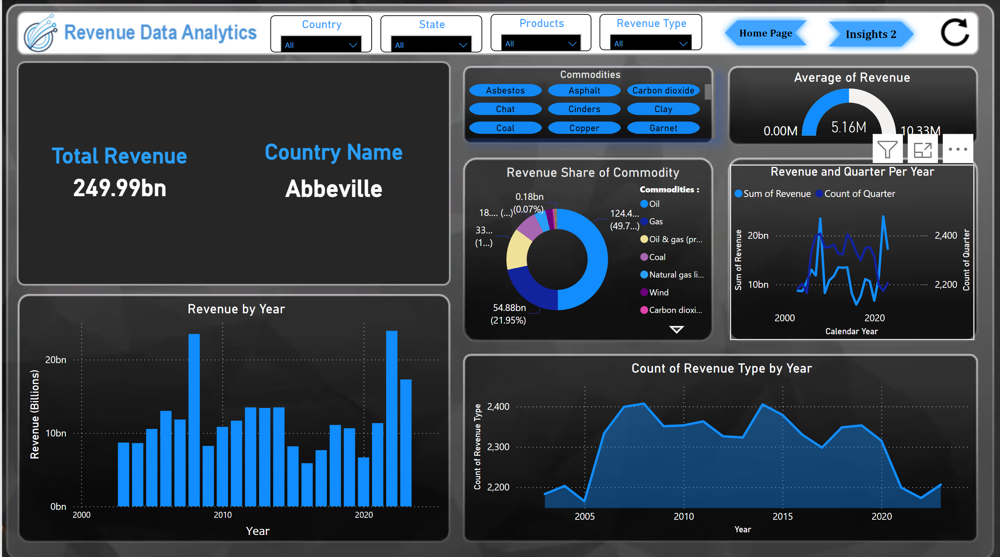 Revenue Data Analytics
Country
All
State
All
Products
All
Revenue Type
All
Home Page
Insights 2
Total Revenue
249.99bn
Country Name
Abbeville
Commodities
Asbestos
Asphalt
Carbon dioxide
Chat
Cinders
Clay
Coal
Copper
Garnet
Average of Revenue
0.00M
5.16M
10.33M
Revenue Share of Commodity
0.18bn
(0.07%)
18.... (...)
33...
(1...)
124.4...
(49.7...)
54.88bn
(21.95%)
Commodities :
Oil
Gas
Oil & gas (pr...
Coal
Natural gas li...
Wind
Carbon dioxi...
Revenue and Quarter Per Year
Sum of Revenue
Count of Quarter
Sum of Revenue
20bn
10bn
2,400
2,200
Count of Quarter
2000
2020
Calendar Year
Revenue by Year
Revenue (Billions)
20bn
10bn
0bn
2000
2010
2020
Year
Count of Revenue Type by Year
Count of Revenue Type
2,400
2,300
2,200
2005
2010
2015
2020
Year